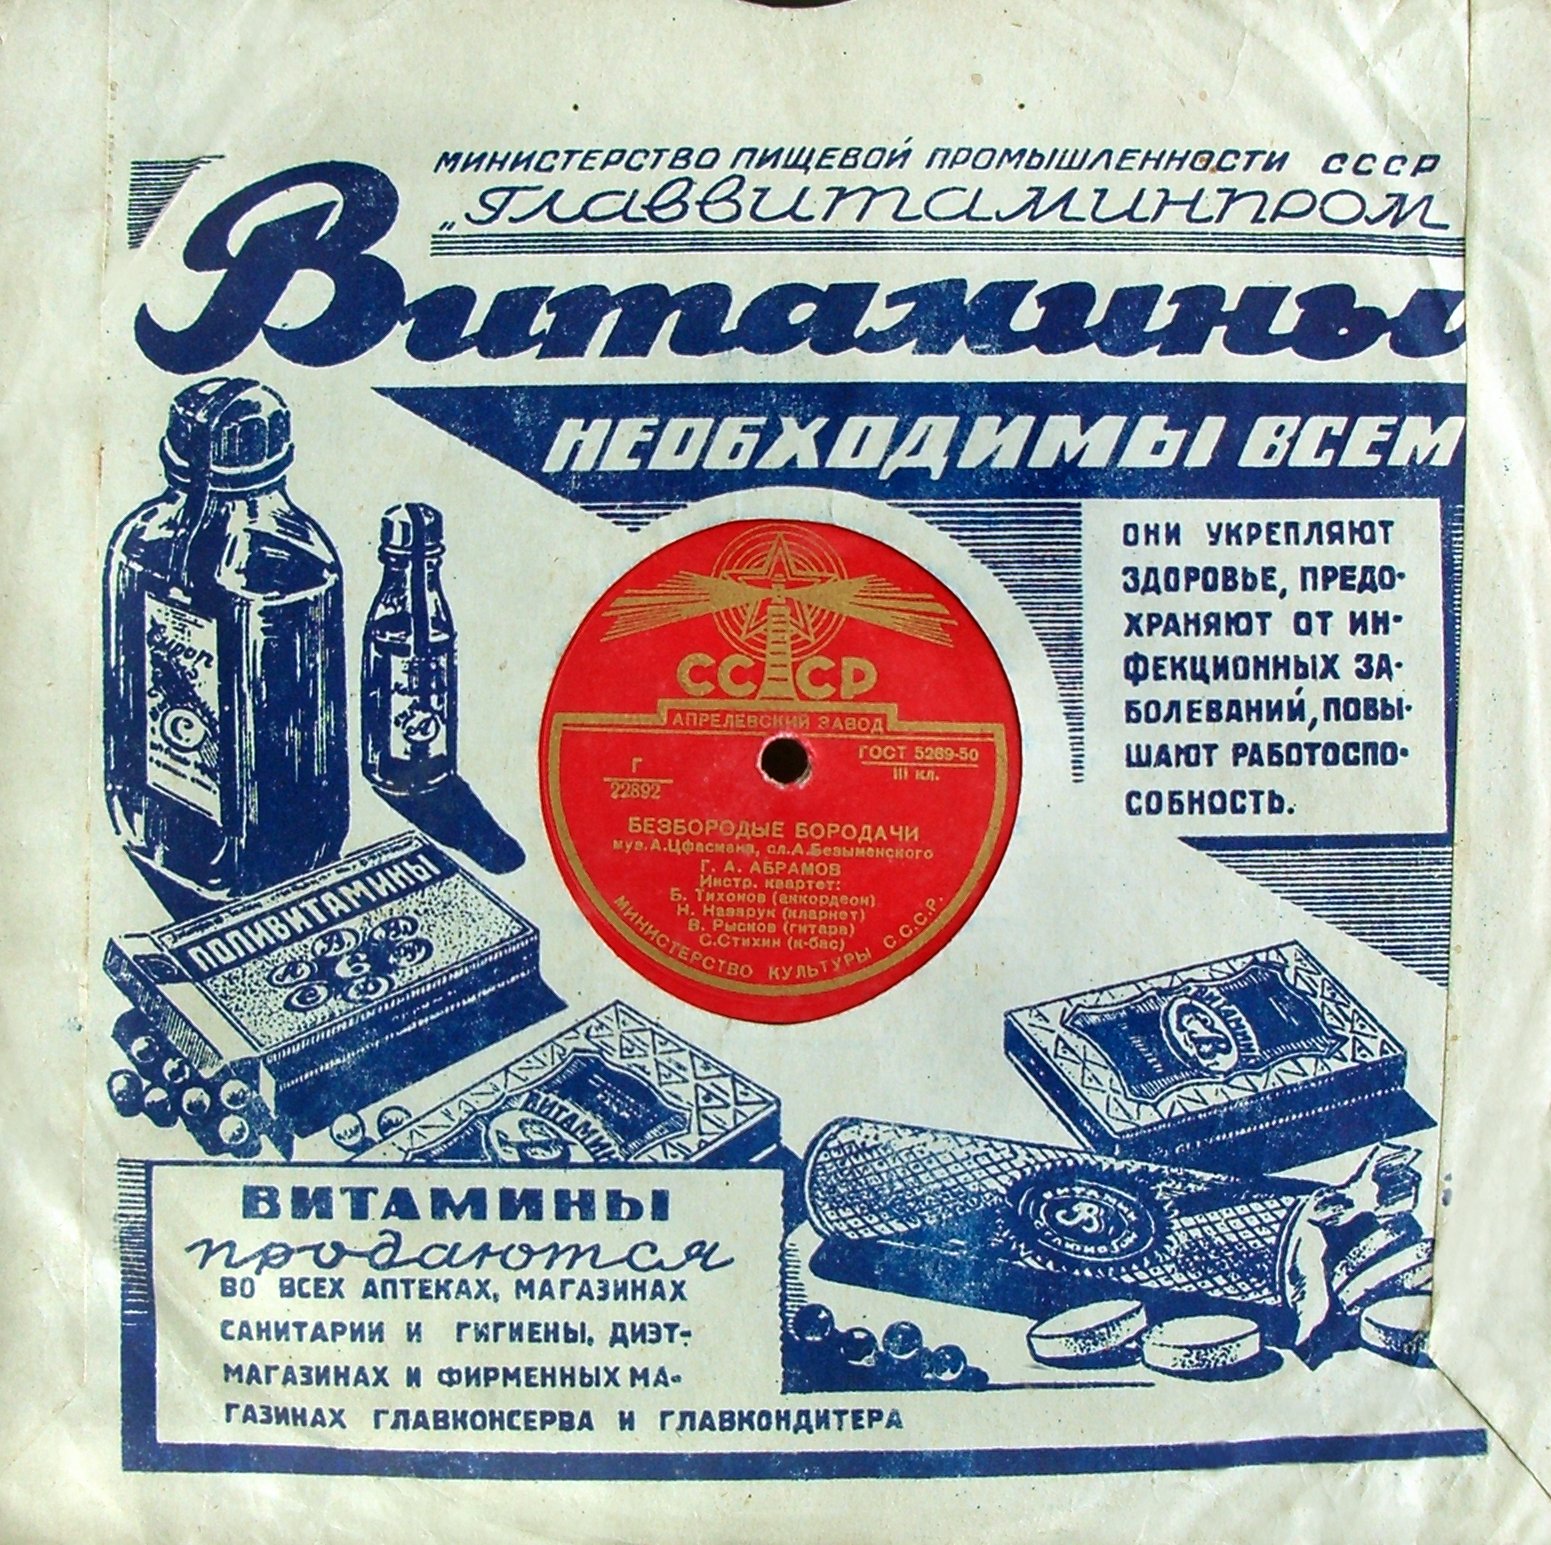 МИНИСТЕРСТВО ПИЩЕВОЙ ПРОМЫШЛЕННОСТИ СССР
„Главвитаминпром
Витамины
НЕОБХОДИМЫ ВСЕМ
ОНИ УКРЕПЛЯЮТ
ЗДОРОВЬЕ, ПРЕДО-
ХРАНЯЮТ ОТ ИН-
ФЕКЦИОННЫХ ЗА-
БОЛЕВАНИЙ, ПОВЫ-
ШАЮТ РАБОТОСПО-
СОБНОСТЬ.
СССР
АПРЕЛЕВСКИЙ ЗАВОД
ГОСТ 5289-50
III кл.
Г
22892
БЕЗБОРОДЫЕ БОРОДАЧИ
муз. А. Цфасмана, сл. А. Безыменского
Г. А. АБРАМОВ
Инстр. квартет:
Б. Тихонов (аккордеон)
Н. Назарук (кларнет)
В. Рысков (гитара)
С. Стихин (к-бас)
МИНИСТЕРСТВО КУЛЬТУРЫ С.С.С.Р.
Сироп
С
А
ПОЛИВИТАМИНЫ
ВИТАМИНЫ
С В
ВИТАМИН
В
ВИТАМИНЫ
продаются
ВО ВСЕХ АПТЕКАХ, МАГАЗИНАХ
САНИТАРИИ И ГИГИЕНЫ, ДИЭТ-
МАГАЗИНАХ И ФИРМЕННЫХ МА-
ГАЗИНАХ ГЛАВКОНСЕРВА И ГЛАВКОНДИТЕРА